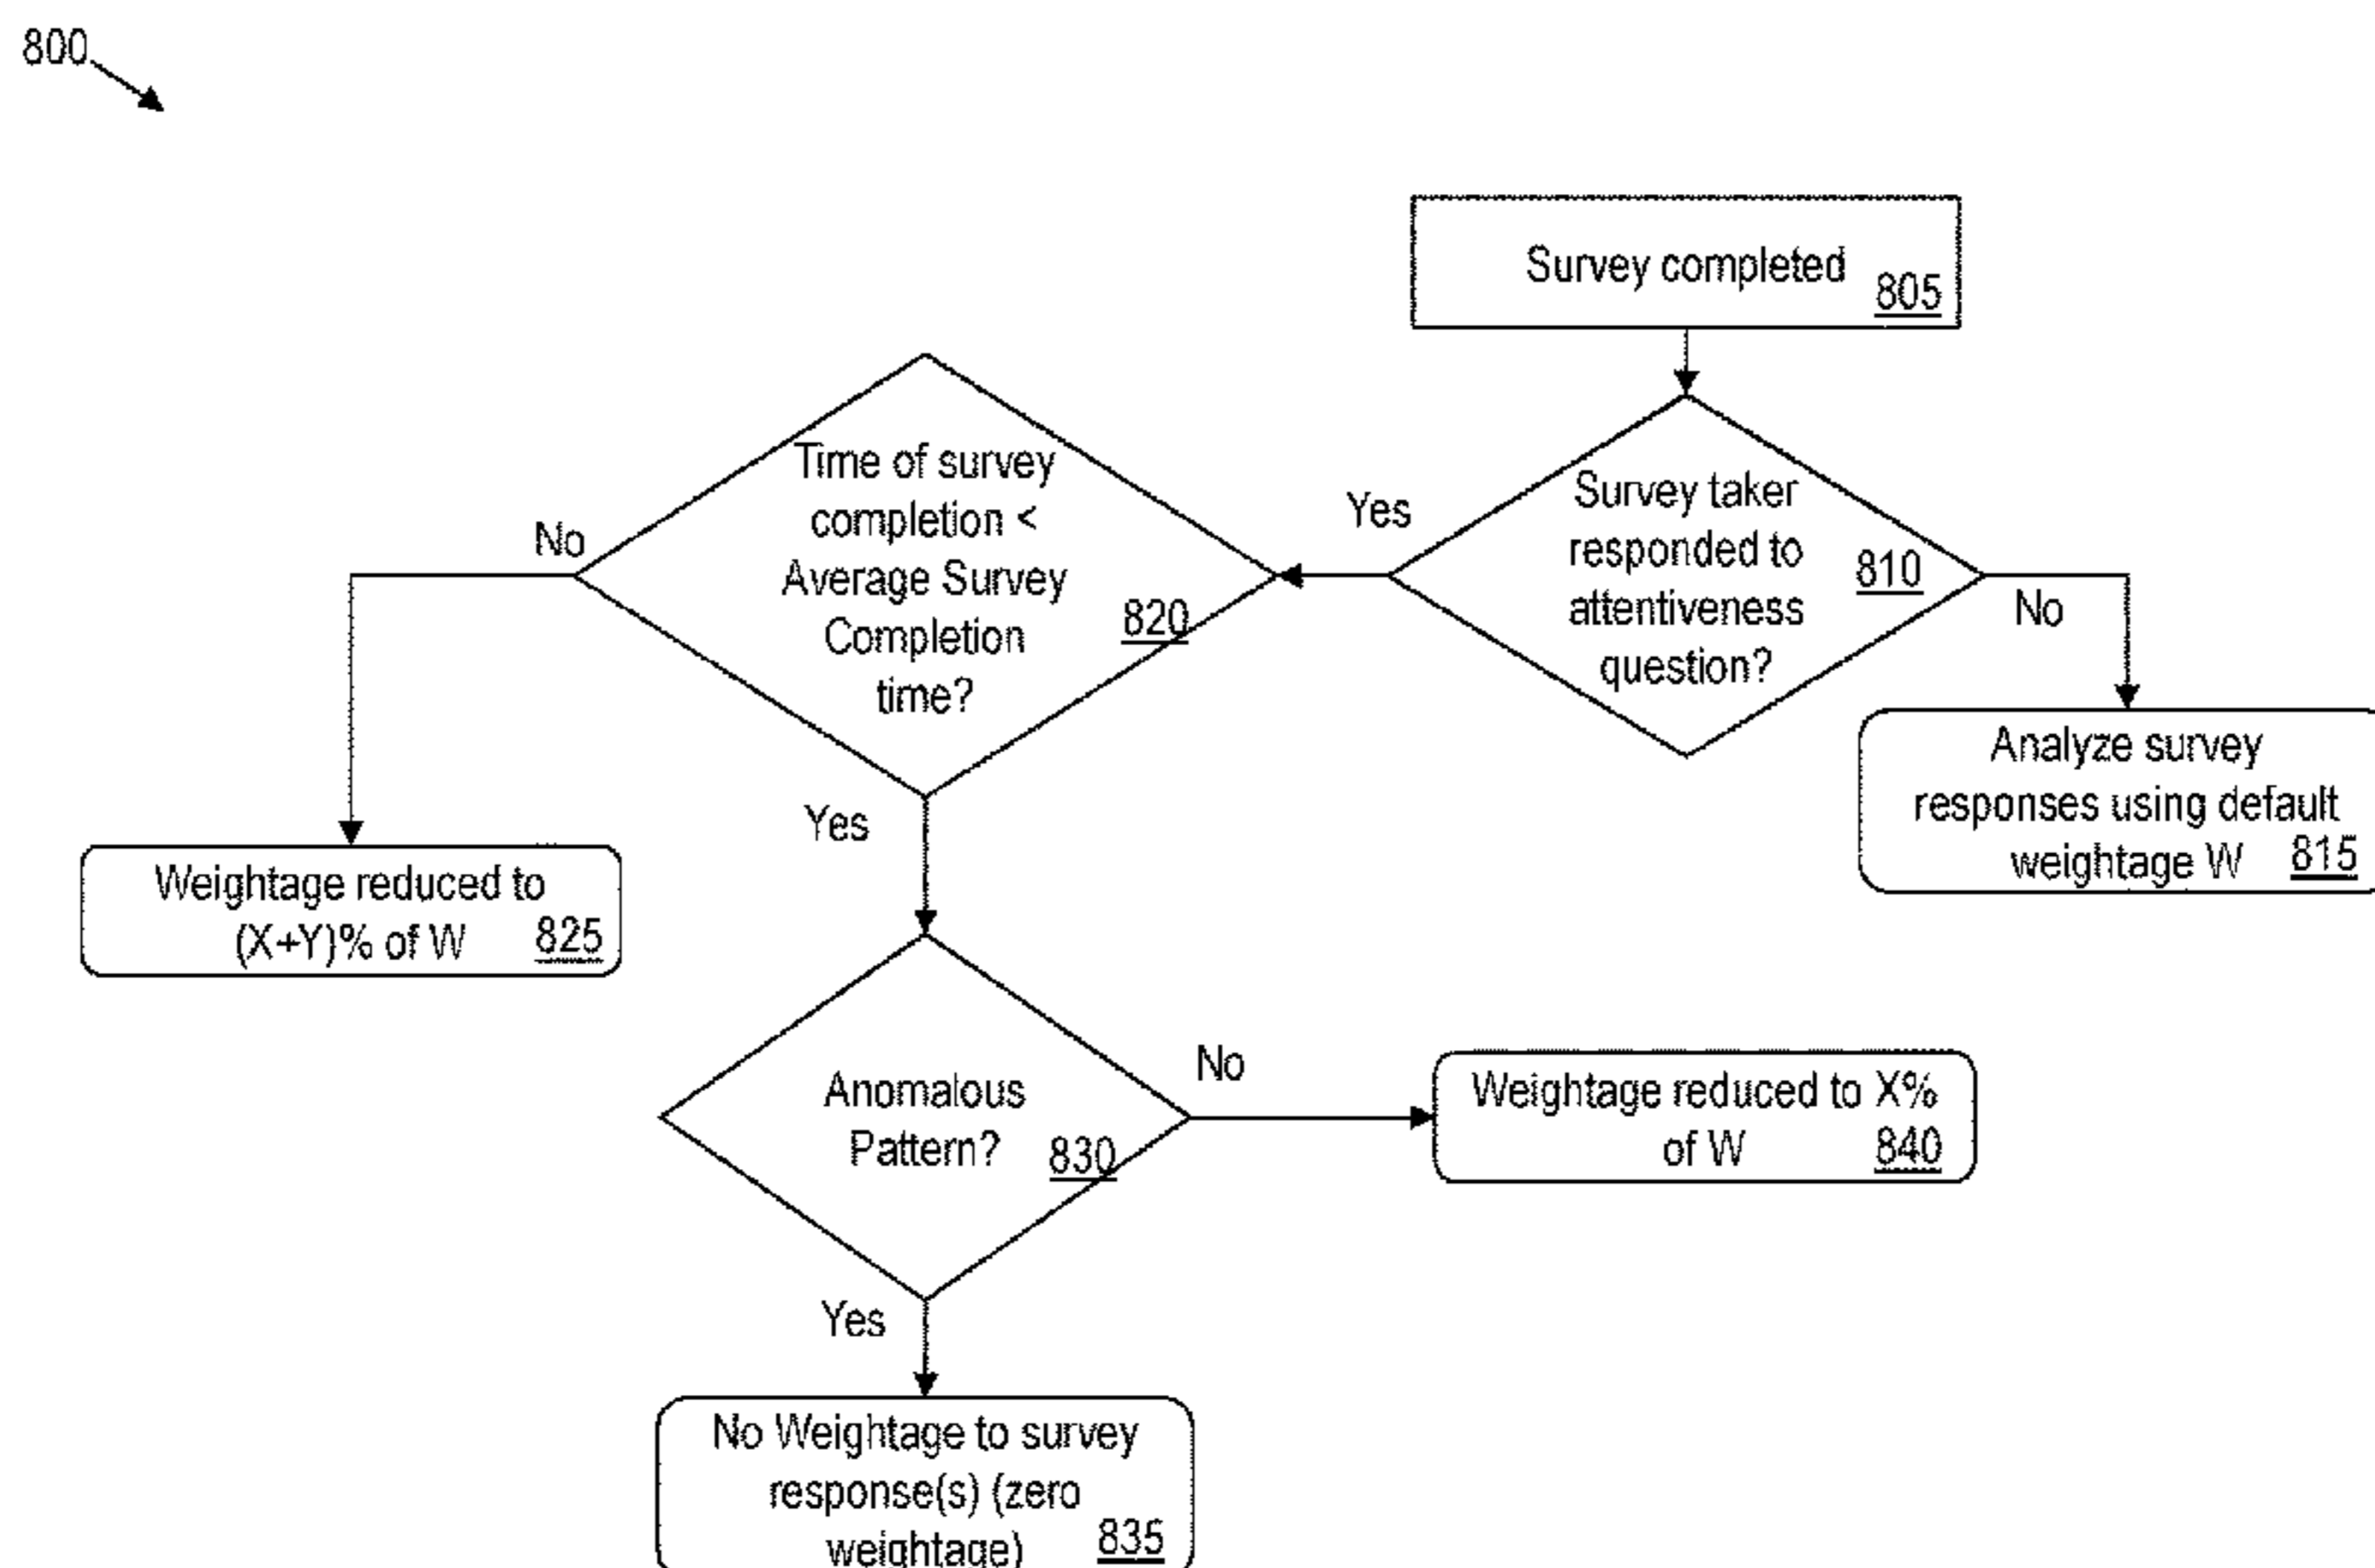 800
Survey completed
805
Survey taker
responded to
attentiveness
question?
810
Yes
No
Analyze survey
responses using default
weightage W
815
Time of survey
completion <
Average Survey
Completion
time?
820
No
Yes
Weightage reduced to
(X+Y)% of W
825
Anomalous
Pattern?
830
No
Weightage reduced to X%
of W
840
Yes
No Weightage to survey
response(s) (zero
weightage)
835